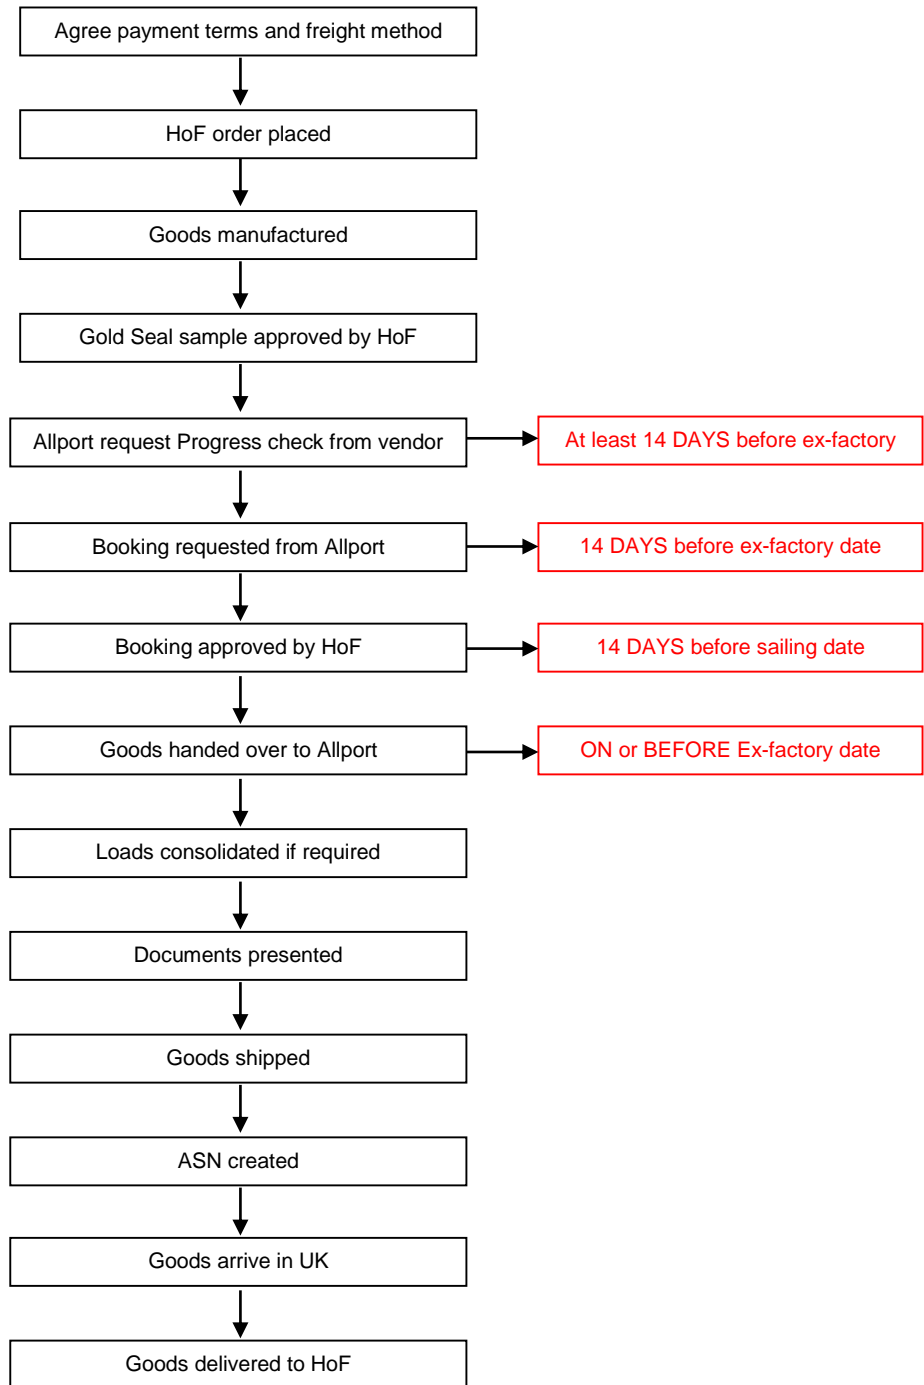 Agree payment terms and freight method
HoF order placed
Goods manufactured
Gold Seal sample approved by HoF
Allport request Progress check from vendor
At least 14 DAYS before ex-factory
Booking requested from Allport
14 DAYS before ex-factory date
Booking approved by HoF
14 DAYS before sailing date
Goods handed over to Allport
ON or BEFORE Ex-factory date
Loads consolidated if required
Documents presented
Goods shipped
ASN created
Goods arrive in UK
Goods delivered to HoF